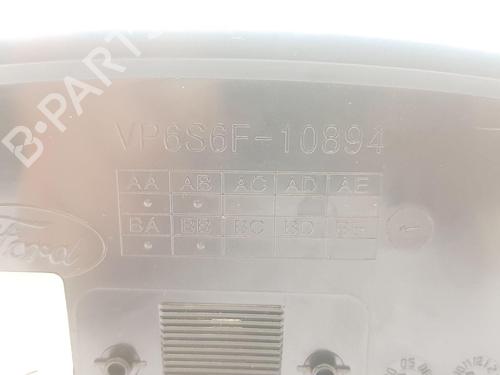 B-PARTS
VP6S6F-10894
AA AB AC AD AE
BA BB BC BD BE
Ford